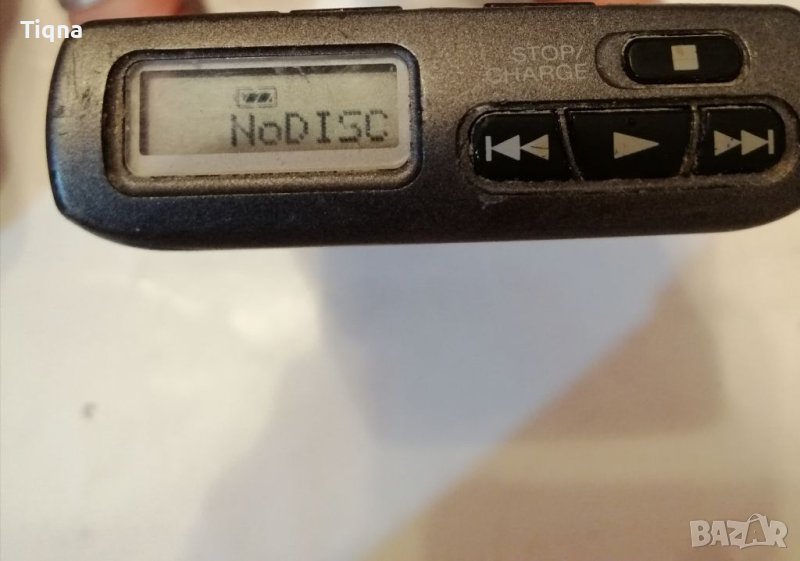 Tiqna
STOP/
CHARGE
NoDISC
BAZAR